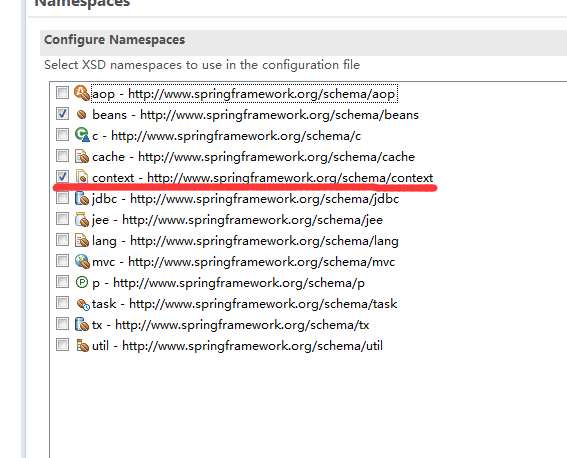 Namespaces
Configure Namespaces
Select XSD namespaces to use in the configuration file
aop - http://www.springframework.org/schema/aop
beans - http://www.springframework.org/schema/beans
c - http://www.springframework.org/schema/c
cache - http://www.springframework.org/schema/cache
context - http://www.springframework.org/schema/context
jdbc - http://www.springframework.org/schema/jdbc
jee - http://www.springframework.org/schema/jee
lang - http://www.springframework.org/schema/lang
mvc - http://www.springframework.org/schema/mvc
p - http://www.springframework.org/schema/p
task - http://www.springframework.org/schema/task
tx - http://www.springframework.org/schema/tx
util - http://www.springframework.org/schema/util